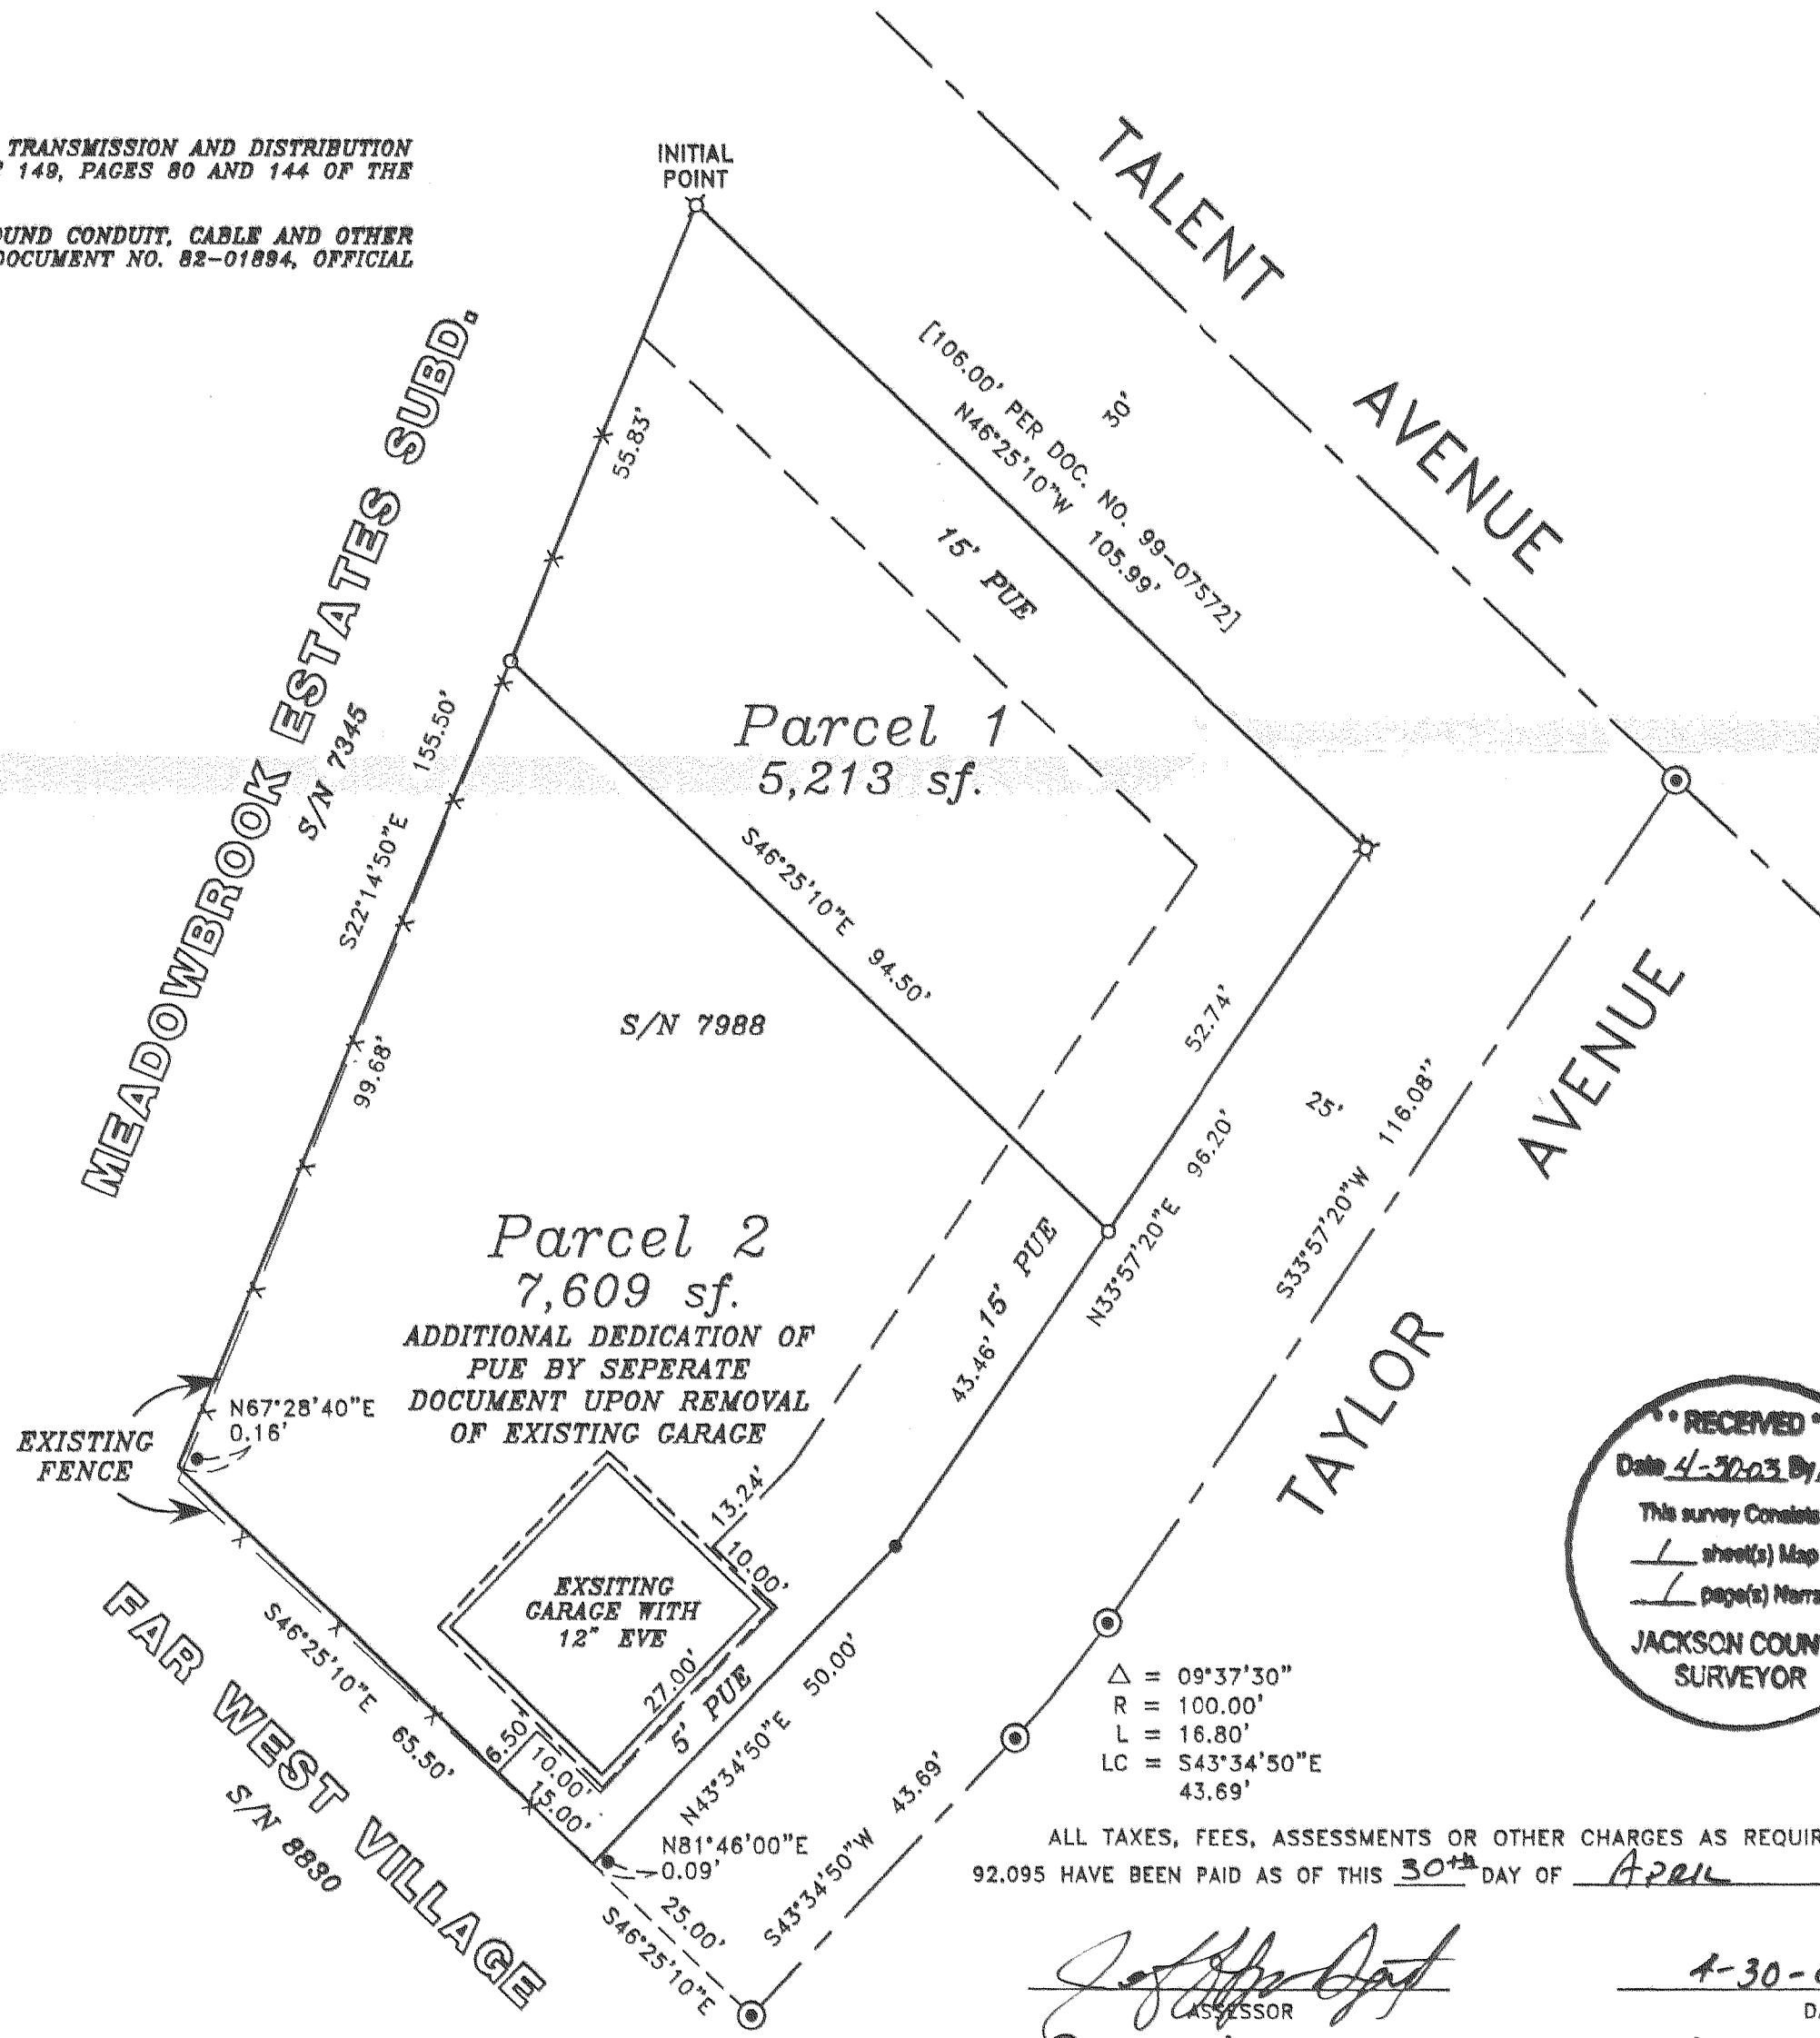 TRANSMISSION AND DISTRIBUTION
149, PAGES 80 AND 144 OF THE
OUND CONDUIT, CABLE AND OTHER
DOCUMENT NO. 82-01894, OFFICIAL
INITIAL
POINT
TALENT AVENUE
[106.00' PER DOC. NO. 99-07572]
N46°25'10"W 105.99'
30'
15' PUE
55.83'
MEADOWBROOK ESTATES SUBD.
S/N 7345
S22°14'50"E 155.50'
99.68'
Parcel 1
5,213 sf.
S46°25'10"E 94.50'
S/N 7988
52.74'
N33°57'20"E 96.20'
25'
S33°57'20"W 116.08''
TAYLOR AVENUE
43.46'
15' PUE
Parcel 2
7,609 sf.
ADDITIONAL DEDICATION OF
PUE BY SEPERATE
DOCUMENT UPON REMOVAL
OF EXISTING GARAGE
N67°28'40"E
0.16'
EXISTING
FENCE
13.24'
10.00'
EXSITING
GARAGE WITH
12" EVE
27.00'
5' PUE
N43°34'50"E 50.00'
S46°25'10"E 65.50'
6.50'
10.00'
15.00'
FAR WEST VILLAGE
S/N 8830
N81°46'00"E
0.09'
25.00'
S46°25'10"E
S43°34'50"W 43.69'
△ = 09°37'30"
R = 100.00'
L = 16.80'
LC = S43°34'50"E
43.69'
RECEIVED
Date 4-30-03 By
This survey Consists
1 sheet(s) Map
1 page(s) Narra
JACKSON COUN
SURVEYOR
ALL TAXES, FEES, ASSESSMENTS OR OTHER CHARGES AS REQUIR
92.095 HAVE BEEN PAID AS OF THIS 30th DAY OF April
4-30-
ASSESSOR